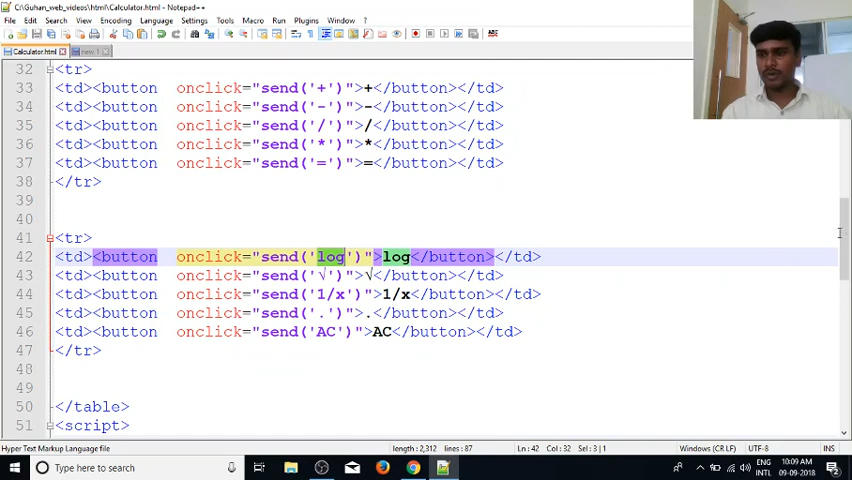 C:\Guhan_web_videos\html\Calculator.html - Notepad++
File Edit Search View Encoding Language Settings Tools Macro Run Plugins Window ?
Calculator.html new 1
32 <tr>
33 <td><button onclick="send('+')">+</button></td>
34 <td><button onclick="send('-')">-</button></td>
35 <td><button onclick="send('/')">/</button></td>
36 <td><button onclick="send('*')">*</button></td>
37 <td><button onclick="send('=')">=</button></td>
38 </tr>
39
40
41 <tr>
42 <td><button onclick="send('log')">log</button></td>
43 <td><button onclick="send('√')">√</button></td>
44 <td><button onclick="send('1/x')">1/x</button></td>
45 <td><button onclick="send('.')">.</button></td>
46 <td><button onclick="send('AC')">AC</button></td>
47 </tr>
48
49
50 </table>
51 <script>
Hyper Text Markup Language file length : 2,312 lines : 87 Ln : 42 Col : 32 Sel : 3 | 1 Windows (CR LF) UTF-8 INS
Type here to search
ENG 10:09 AM
INTL 09-09-2018